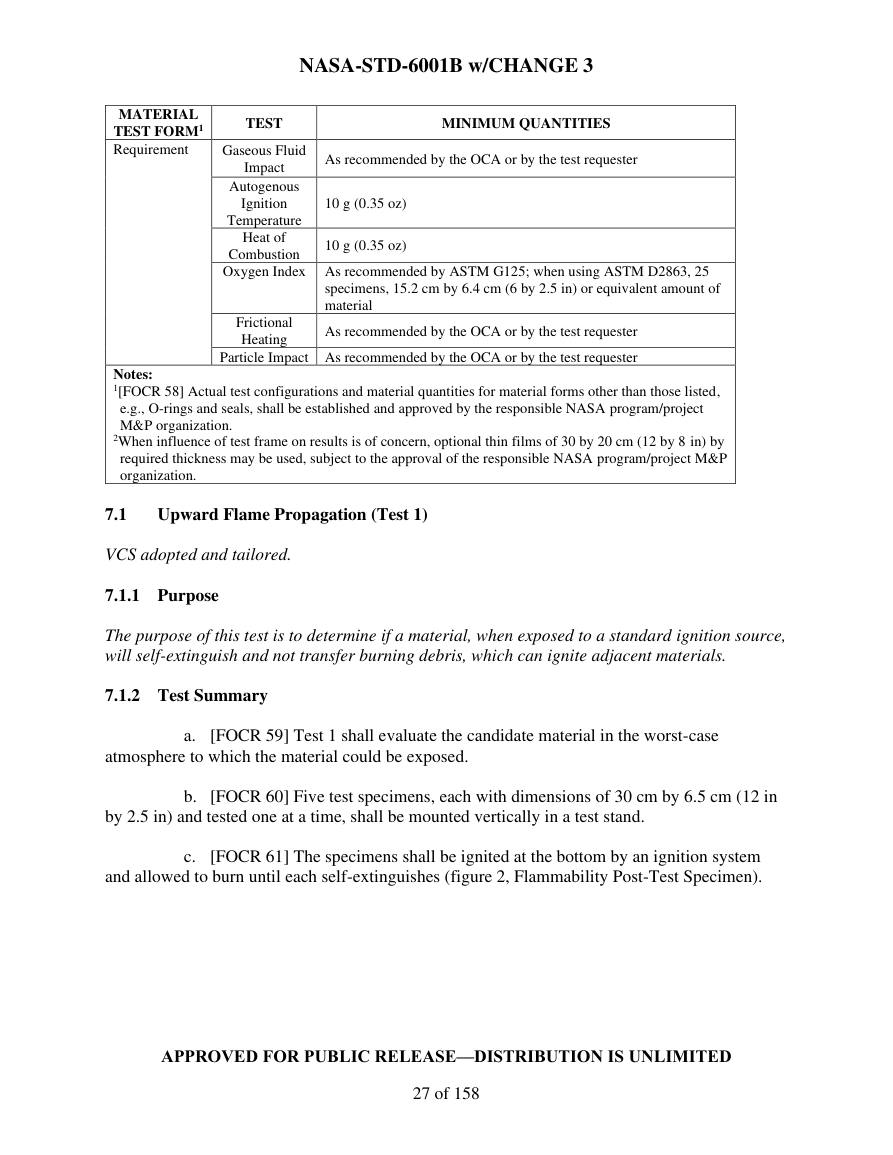 NASA-STD-6001B w/CHANGE 3
MATERIAL TEST FORM1 TEST MINIMUM QUANTITIES
Requirement Gaseous Fluid Impact As recommended by the OCA or by the test requester
Autogenous Ignition Temperature 10 g (0.35 oz)
Heat of Combustion 10 g (0.35 oz)
Oxygen Index As recommended by ASTM G125; when using ASTM D2863, 25
specimens, 15.2 cm by 6.4 cm (6 by 2.5 in) or equivalent amount of
material
Frictional Heating As recommended by the OCA or by the test requester
Particle Impact As recommended by the OCA or by the test requester
Notes:
1[FOCR 58] Actual test configurations and material quantities for material forms other than those listed,
e.g., O-rings and seals, shall be established and approved by the responsible NASA program/project
M&P organization.
2When influence of test frame on results is of concern, optional thin films of 30 by 20 cm (12 by 8 in) by
required thickness may be used, subject to the approval of the responsible NASA program/project M&P
organization.
7.1 Upward Flame Propagation (Test 1)
VCS adopted and tailored.
7.1.1 Purpose
The purpose of this test is to determine if a material, when exposed to a standard ignition source,
will self-extinguish and not transfer burning debris, which can ignite adjacent materials.
7.1.2 Test Summary
a. [FOCR 59] Test 1 shall evaluate the candidate material in the worst-case
atmosphere to which the material could be exposed.
b. [FOCR 60] Five test specimens, each with dimensions of 30 cm by 6.5 cm (12 in
by 2.5 in) and tested one at a time, shall be mounted vertically in a test stand.
c. [FOCR 61] The specimens shall be ignited at the bottom by an ignition system
and allowed to burn until each self-extinguishes (figure 2, Flammability Post-Test Specimen).
APPROVED FOR PUBLIC RELEASE—DISTRIBUTION IS UNLIMITED
27 of 158